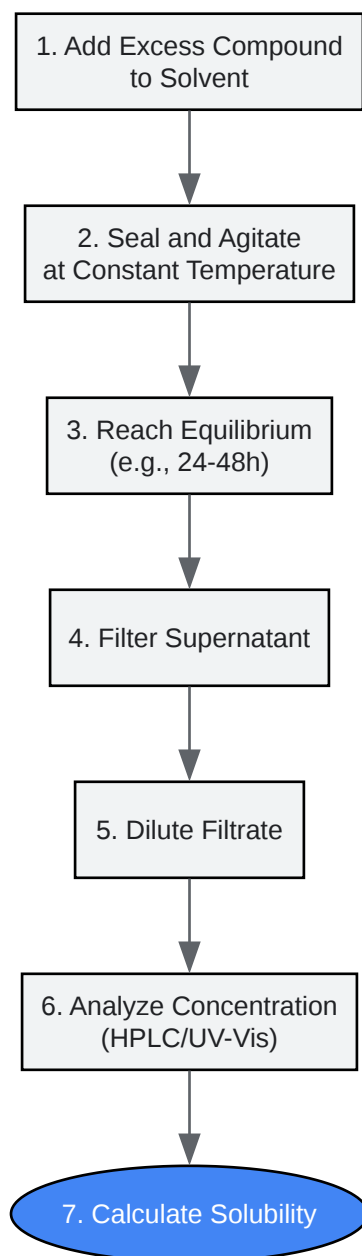 1. Add Excess Compound
to Solvent
2. Seal and Agitate
at Constant Temperature
3. Reach Equilibrium
(e.g., 24-48h)
4. Filter Supernatant
5. Dilute Filtrate
6. Analyze Concentration
(HPLC/UV-Vis)
7. Calculate Solubility